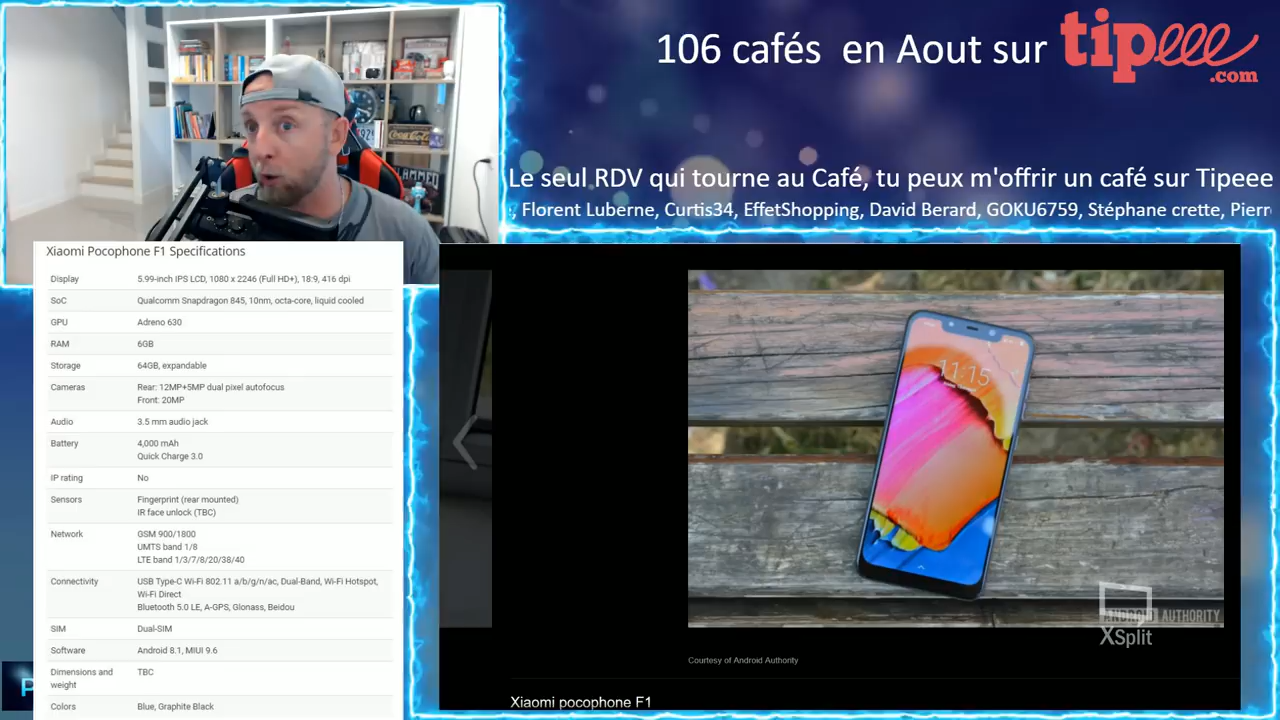 106 cafés en Aout sur tipeee
.com
Le seul RDV qui tourne au Café, tu peux m'offrir un café sur Tipeee
, Florent Luberne, Curtis34, EffetShopping, David Berard, GOKU6759, Stéphane crette, Pierr
Xiaomi Pocophone F1 Specifications
Display 5.99-inch IPS LCD, 1080 x 2246 (Full HD+), 18:9, 416 dpi
SoC Qualcomm Snapdragon 845, 10nm, octa-core, liquid cooled
GPU Adreno 630
RAM 6GB
Storage 64GB, expandable
Cameras Rear: 12MP+5MP dual pixel autofocus
Front: 20MP
Audio 3.5 mm audio jack
Battery 4,000 mAh
Quick Charge 3.0
IP rating No
Sensors Fingerprint (rear mounted)
IR face unlock (TBC)
Network GSM 900/1800
UMTS band 1/8
LTE band 1/3/7/8/20/38/40
Connectivity USB Type-C Wi-Fi 802.11 a/b/g/n/ac, Dual-Band, Wi-Fi Hotspot,
Wi-Fi Direct
Bluetooth 5.0 LE, A-GPS, Glonass, Beidou
SIM Dual-SIM
Software Android 8.1, MIUI 9.6
Dimensions and TBC
weight
Colors Blue, Graphite Black
11:15
ANDROID AUTHORITY
XSplit
Courtesy of Android Authority
Xiaomi pocophone F1